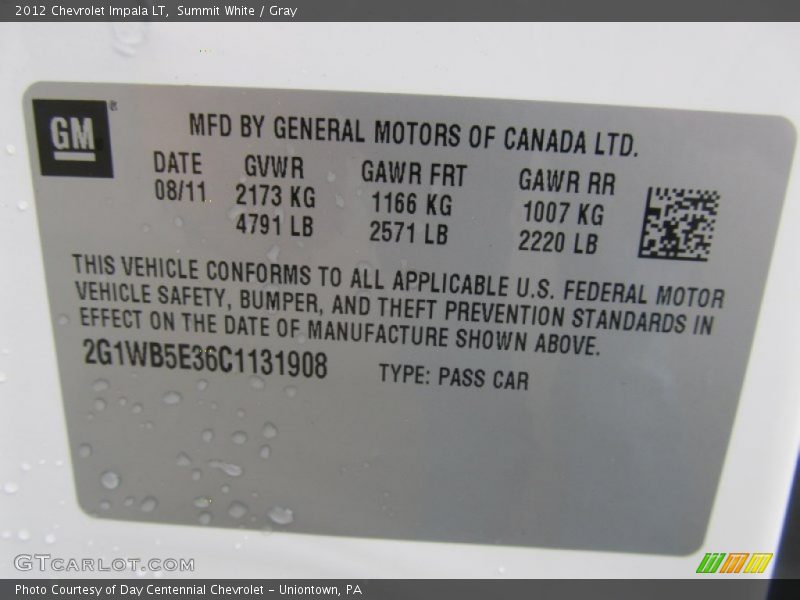 2012 Chevrolet Impala LT, Summit White / Gray
GM®
MFD BY GENERAL MOTORS OF CANADA LTD.
DATE GVWR GAWR FRT GAWR RR
08/11 2173 KG 1166 KG 1007 KG
4791 LB 2571 LB 2220 LB
THIS VEHICLE CONFORMS TO ALL APPLICABLE U.S. FEDERAL MOTOR
VEHICLE SAFETY, BUMPER, AND THEFT PREVENTION STANDARDS IN
EFFECT ON THE DATE OF MANUFACTURE SHOWN ABOVE.
2G1WB5E36C1131908 TYPE: PASS CAR
GTCARLOT.COM
Photo Courtesy of Day Centennial Chevrolet - Uniontown, PA